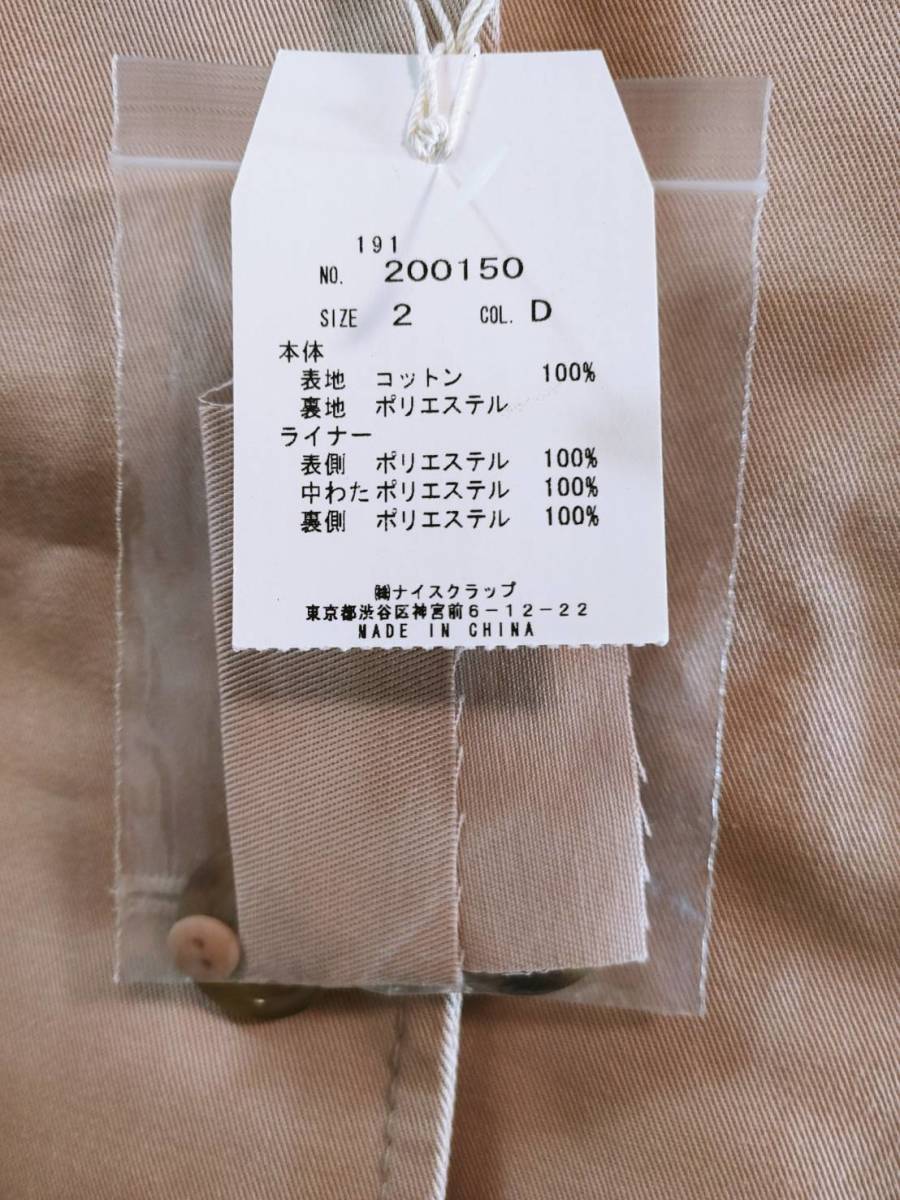 191
NO. 200150
SIZE 2 COL. D
本体
表地 コットン 100%
裏地 ポリエステル
ライナー
表側 ポリエステル 100%
中わた ポリエステル 100%
裏側 ポリエステル 100%
㈱ナイスクラップ
東京都渋谷区神宮前6-12-22
MADE IN CHINA